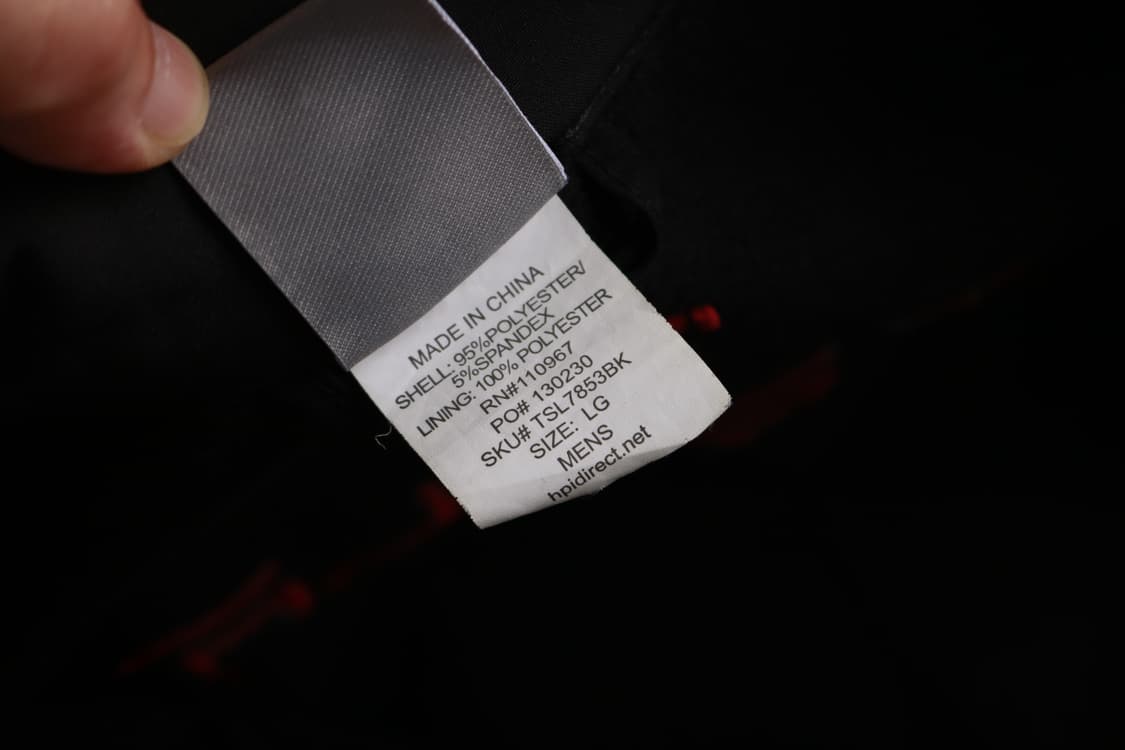 MADE IN CHINA
SHELL: 95%POLYESTER/
5%SPANDEX
LINING: 100% POLYESTER
RN#110967
PO# 130230
SKU# TSL7853BK
SIZE: LG
MENS
hpidirect.net